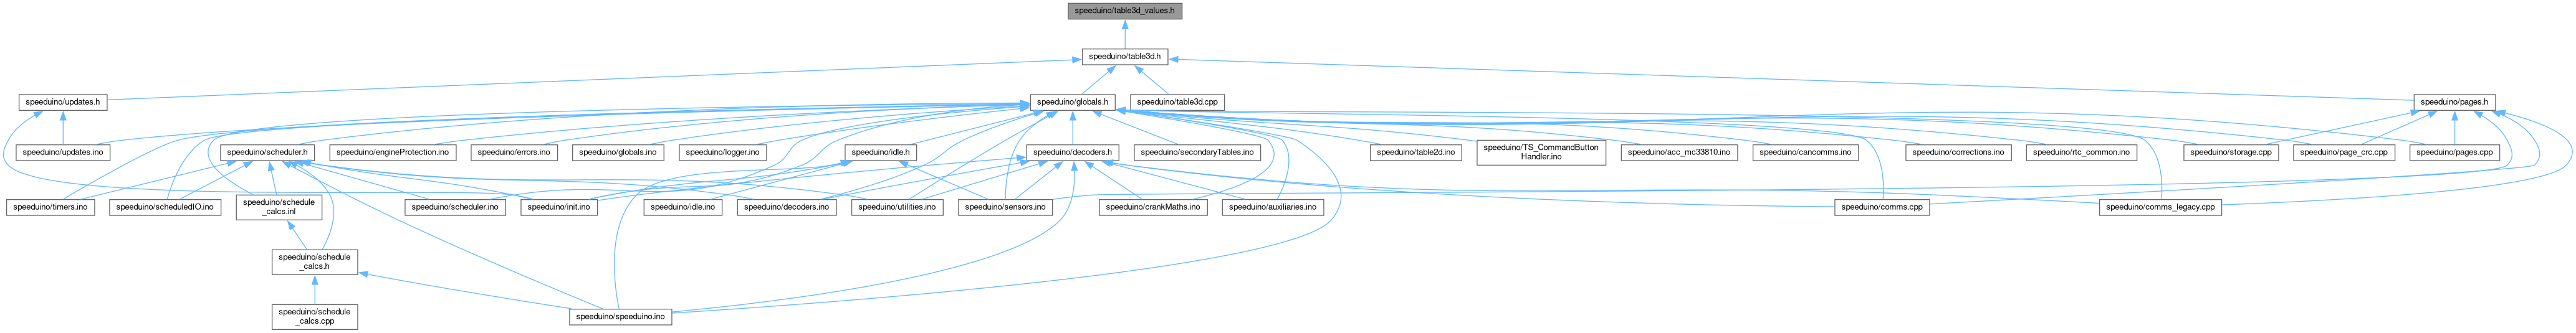 speeduino/table3d_values.h
speeduino/table3d.h
speeduino/updates.h
speeduino/globals.h
speeduino/table3d.cpp
speeduino/pages.h
speeduino/updates.ino
speeduino/scheduler.h
speeduino/engineProtection.ino
speeduino/errors.ino
speeduino/globals.ino
speeduino/logger.ino
speeduino/idle.h
speeduino/decoders.h
speeduino/secondaryTables.ino
speeduino/table2d.ino
speeduino/TS_CommandButton
Handler.ino
speeduino/acc_mc33810.ino
speeduino/cancomms.ino
speeduino/corrections.ino
speeduino/rtc_common.ino
speeduino/storage.cpp
speeduino/page_crc.cpp
speeduino/pages.cpp
speeduino/timers.ino
speeduino/scheduledIO.ino
speeduino/schedule
_calcs.inl
speeduino/scheduler.ino
speeduino/init.ino
speeduino/idle.ino
speeduino/decoders.ino
speeduino/utilities.ino
speeduino/sensors.ino
speeduino/crankMaths.ino
speeduino/auxiliaries.ino
speeduino/comms.cpp
speeduino/comms_legacy.cpp
speeduino/schedule
_calcs.h
speeduino/schedule
_calcs.cpp
speeduino/speeduino.ino